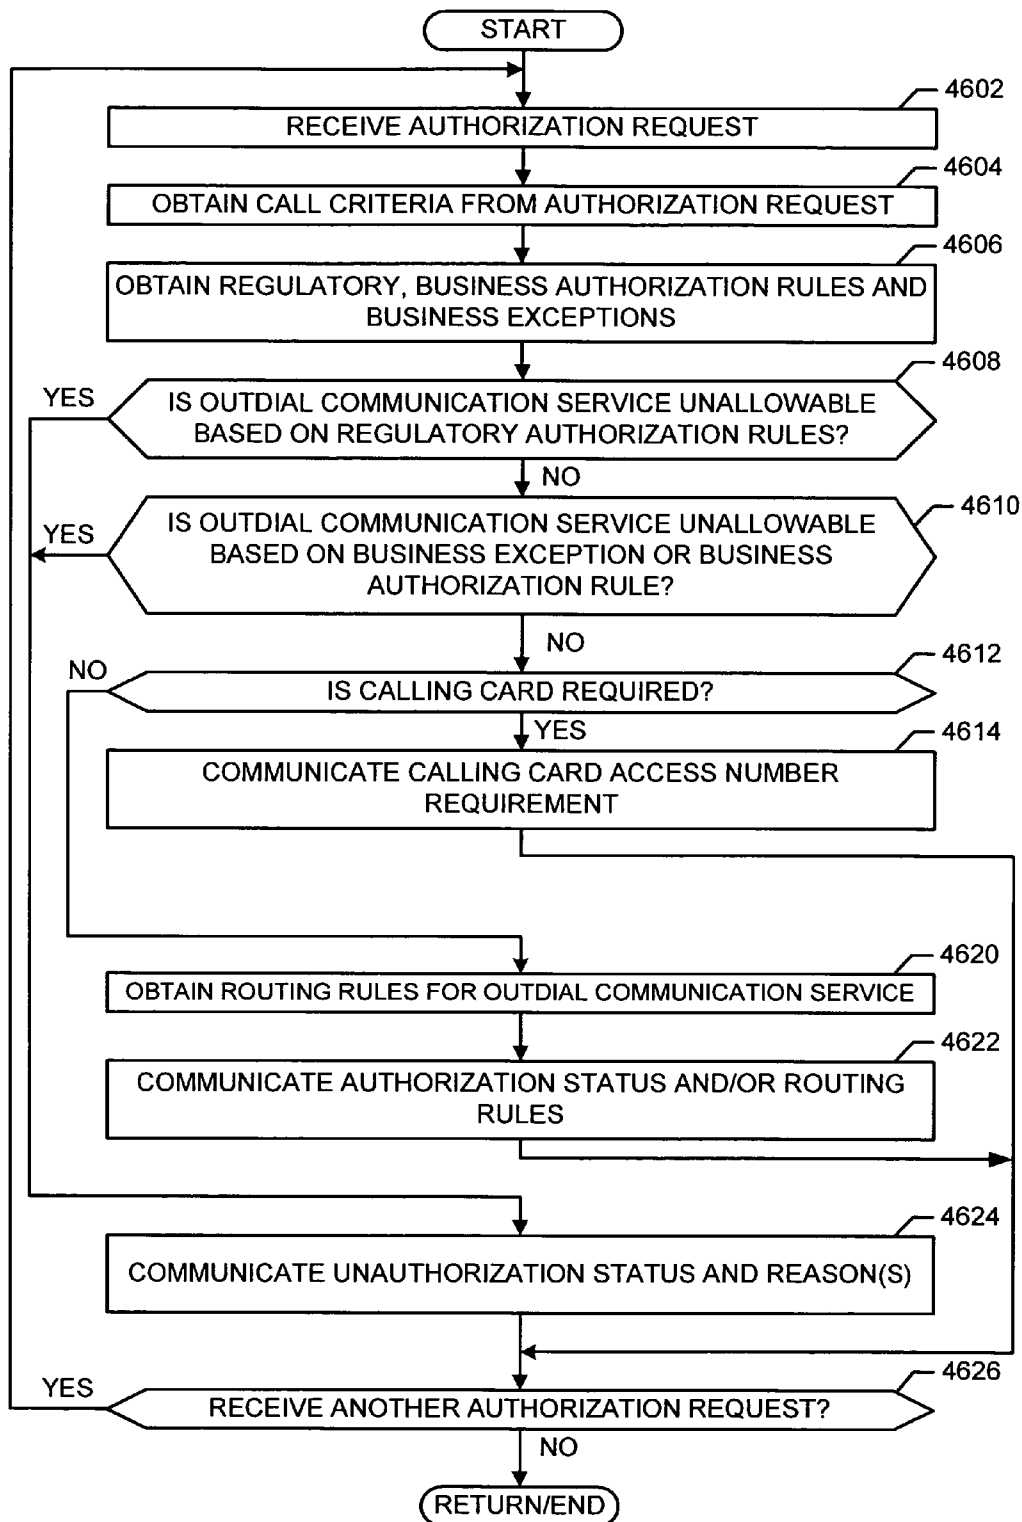 START
4602
RECEIVE AUTHORIZATION REQUEST
4604
OBTAIN CALL CRITERIA FROM AUTHORIZATION REQUEST
4606
OBTAIN REGULATORY, BUSINESS AUTHORIZATION RULES AND
BUSINESS EXCEPTIONS
4608
YES
IS OUTDIAL COMMUNICATION SERVICE UNALLOWABLE
BASED ON REGULATORY AUTHORIZATION RULES?
NO
4610
YES
IS OUTDIAL COMMUNICATION SERVICE UNALLOWABLE
BASED ON BUSINESS EXCEPTION OR BUSINESS
AUTHORIZATION RULE?
NO
4612
NO
IS CALLING CARD REQUIRED?
YES
4614
COMMUNICATE CALLING CARD ACCESS NUMBER
REQUIREMENT
4620
OBTAIN ROUTING RULES FOR OUTDIAL COMMUNICATION SERVICE
4622
COMMUNICATE AUTHORIZATION STATUS AND/OR ROUTING
RULES
4624
COMMUNICATE UNAUTHORIZATION STATUS AND REASON(S)
4626
YES
RECEIVE ANOTHER AUTHORIZATION REQUEST?
NO
RETURN/END